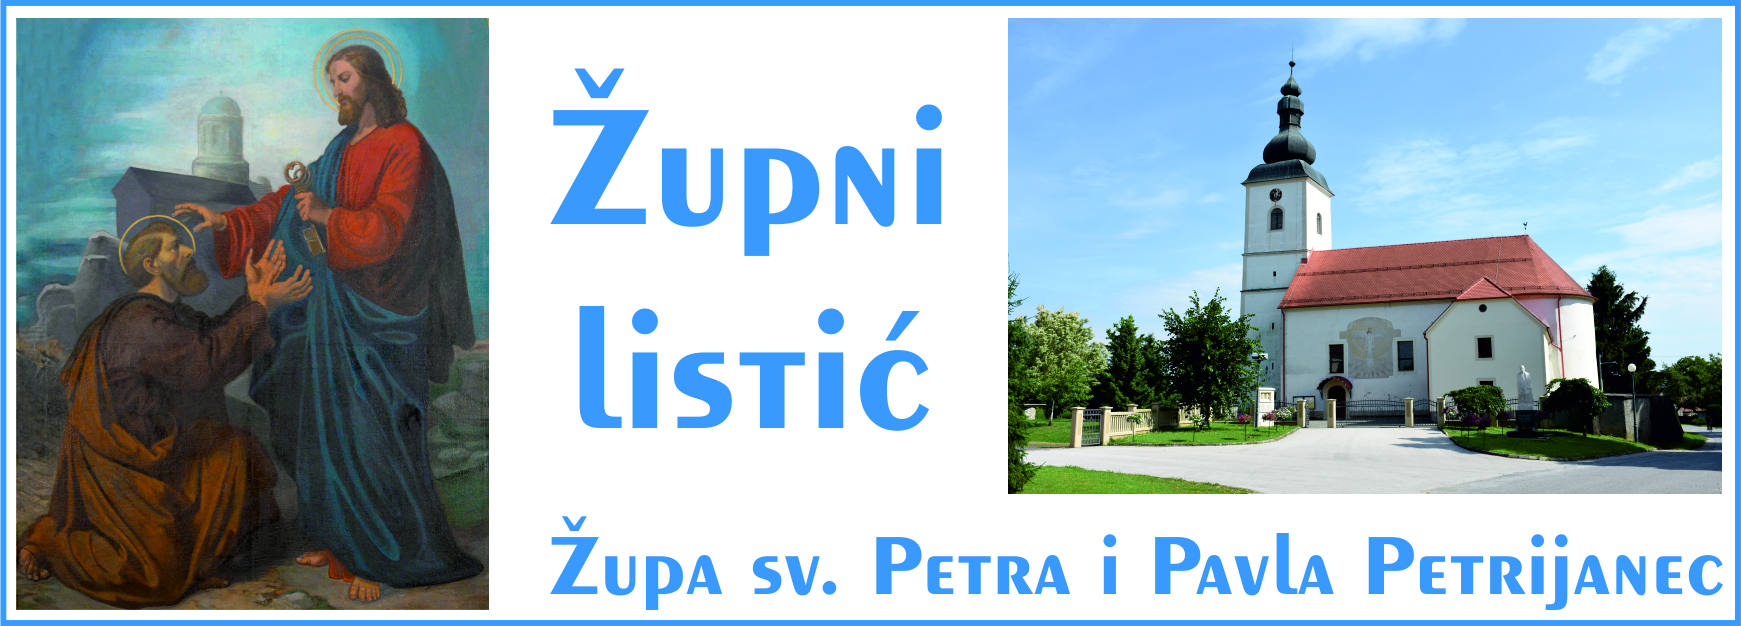 Župni
listić
Župa sv. Petra i Pavla Petrijanec